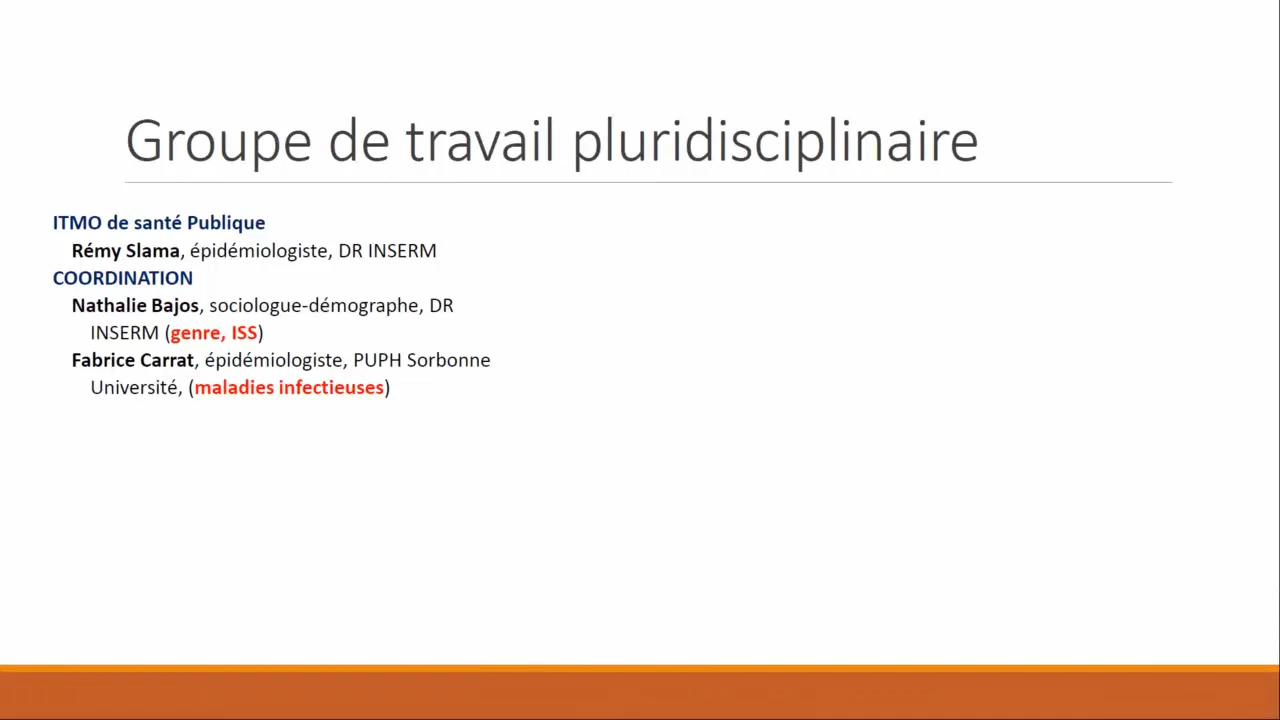 Groupe de travail pluridisciplinaire
ITMO de santé Publique
Rémy Slama, épidémiologiste, DR INSERM
COORDINATION
Nathalie Bajos, sociologue-démographe, DR
INSERM (genre, ISS)
Fabrice Carrat, épidémiologiste, PUPH Sorbonne
Université, (maladies infectieuses)